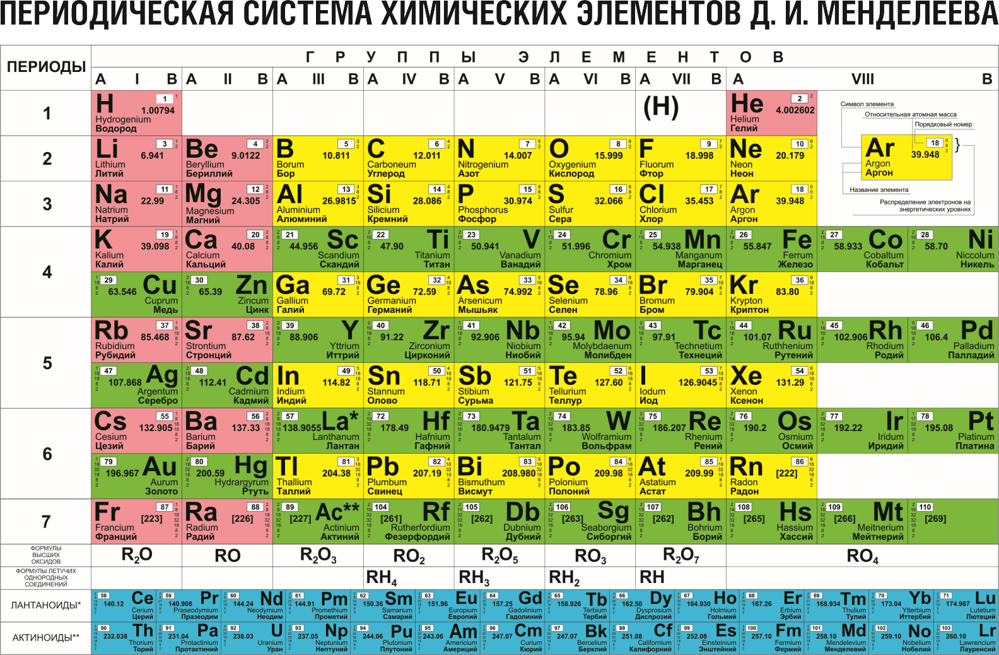 ПЕРИОДИЧЕСКАЯ СИСТЕМА ХИМИЧЕСКИХ ЭЛЕМЕНТОВ Д. И. МЕНДЕЛЕЕВА
ПЕРИОДЫ
ГРУППЫ ЭЛЕМЕНТОВ
A I B A II B A III B A IV B A V B A VI B A VII B A VIII B
1
H 1 1.00794 (H) He 2 4.002602
Hydrogenium Helium
Водород Гелий
Символ элемента
Относительная атомная масса
Порядковый номер
Ar 18 39.948 }
Argon
Аргон
Название элемента
Распределение электронов на
энергетических уровнях
2
Li 3 6.941 Be 4 9.0122 B 5 10.811 C 6 12.011 N 7 14.007 O 8 15.999 F 9 18.998 Ne 10 20.179
Lithium Beryllium Borum Carboneum Nitrogenium Oxygenium Fluorum Neon
Литий Бериллий Бор Углерод Азот Кислород Фтор Неон
3
Na 11 22.99 Mg 12 24.305 Al 13 26.9815 Si 14 28.086 P 15 30.974 S 16 32.066 Cl 17 35.453 Ar 18 39.948
Natrium Magnesium Aluminium Silicium Phosphorus Sulfur Chlorium Argon
Натрий Магний Алюминий Кремний Фосфор Сера Хлор Аргон
4
K 19 39.098 Ca 20 40.08 21 44.956 Sc 22 47.90 Ti 23 50.941 V 24 51.996 Cr 25 54.938 Mn 26 55.847 Fe 27 58.933 Co 28 58.70 Ni
Kalium Calcium Scandium Titanium Vanadium Chromium Manganum Ferrum Cobaltum Niccolum
Калий Кальций Скандий Титан Ванадий Хром Марганец Железо Кобальт Никель
29 63.546 Cu 30 65.39 Zn Ga 31 69.72 Ge 32 72.59 As 33 74.992 Se 34 78.96 Br 35 79.904 Kr 36 83.80
Cuprum Zincum Gallium Germanium Arsenicum Selenium Bromum Krypton
Медь Цинк Галий Германий Мышьяк Селен Бром Криптон
5
Rb 37 85.468 Sr 38 87.62 39 88.906 Y 40 91.22 Zr 41 92.906 Nb 42 95.94 Mo 43 97.91 Tc 44 101.07 Ru 45 102.906 Rh 46 106.4 Pd
Rubidium Strontium Yttrium Zirconium Niobium Molybdaenum Technetium Ruthhenium Rhodium Palladium
Рубидий Стронций Иттрий Цирконий Ниобий Молибден Технеций Рутений Родий Палладий
47 107.868 Ag 48 112.41 Cd In 49 114.82 Sn 50 118.71 Sb 51 121.75 Te 52 127.60 I 53 126.9045 Xe 54 131.29
Argentum Cadmium Indium Stannum Stibium Tellurium Iodum Xenon
Серебро Кадмий Индий Олово Сурьма Теллур Иод Ксенон
6
Cs 55 132.905 Ba 56 137.33 57 138.9055 La* 72 178.49 Hf 73 180.9479 Ta 74 183.85 W 75 186.207 Re 76 190.2 Os 77 192.22 Ir 78 195.08 Pt
Cesium Barium Lanthanum Hafnium Tantalum Wolframium Rhenium Osmium Iridium Platinum
Цезий Барий Лантан Гафний Тантал Вольфрам Рений Осмий Иридий Платина
79 196.967 Au 80 200.59 Hg Tl 81 204.38 Pb 82 207.19 Bi 83 208.980 Po 84 209.98 At 85 209.99 Rn 86 [222]
Aurum Hydrargyrum Thallium Plumbum Bismuthum Polonium Astatium Radon
Золото Ртуть Таллий Свинец Висмут Полоний Астат Радон
7
Fr 87 [223] Ra 88 [226] 89 [227] Ac** 104 [261] Rf 105 [262] Db 106 [263] Sg 107 [262] Bh 108 [265] Hs 109 [266] Mt 110 [269]
Francium Radium Actinium Rutherfordium Dubnium Seaborgium Bohrium Hassium Meitnerium
Франций Радий Актиний Фезерфордий Дубний Сиборгий Борий Хассий Мейтнерий
ФОРМУЛЫ
ВЫСШИХ
ОКСИДОВ
R2O RO R2O3 RO2 R2O5 RO3 R2O7 RO4
ФОРМУЛЫ ЛЕТУЧИХ
ОДНОРОДНЫХ
СОЕДИНЕНИЙ
RH4 RH3 RH2 RH
ЛАНТАНОИДЫ*
58 140.12 Ce 59 140.908 Pr 60 144.24 Nd 61 144.91 Pm 62 150.36 Sm 63 151.96 Eu 64 157.25 Gd 65 158.926 Tb 66 162.50 Dy 67 164.930 Ho 68 167.26 Er 69 168.934 Tm 70 173.04 Yb 71 174.967 Lu
Cerium Praseodymium Neodymium Promethium Samarium Europium Gadolinium Terbium Dysprosium Holmium Erbium Thulium Ytterbium Lutetium
Церий Празеодим Неодим Прометий Самарий Европий Гадолиний Тербий Диспрозий Гольмий Эрбий Тулий Иттербий Лютеций
АКТИНОИДЫ**
90 232.038 Th 91 231.04 Pa 92 238.03 U 93 237.05 Np 94 244.06 Pu 95 243.06 Am 96 247.07 Cm 97 247.07 Bk 98 251.08 Cf 99 252.08 Es 100 257.10 Fm 101 258.10 Md 102 259.10 No 103 260.10 Lr
Thorium Protactinium Uranium Neptunium Plutonium Americium Curium Bercelium Californium Einsteinium Fermium Mendelevium Nobelium Lawrencium
Торий Протактиний Уран Нептуний Плутоний Америций Кюрий Берклий Калифорний Энштейний Фермий Менделевий Нобелий Лауренсий